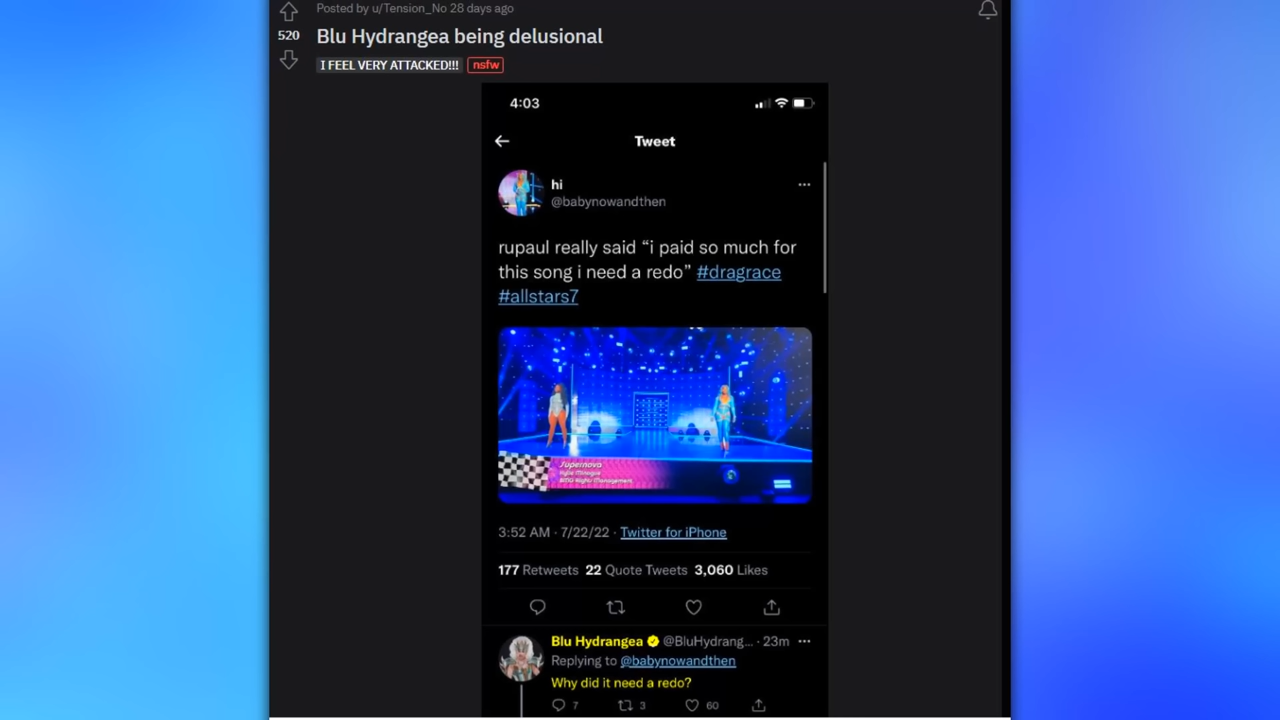 Posted by u/Tension_No 28 days ago
520
Blu Hydrangea being delusional
I FEEL VERY ATTACKED!!! nsfw
4:03
Tweet
hi
@babynowandthen
rupaul really said “i paid so much for
this song i need a redo” #dragrace
#allstars7
Supernova
Kylie Minogue
BMG Rights Management
3:52 AM · 7/22/22 · Twitter for iPhone
177 Retweets 22 Quote Tweets 3,060 Likes
Blu Hydrangea @BluHydrang... · 23m
Replying to @babynowandthen
Why did it need a redo?
7 3 60